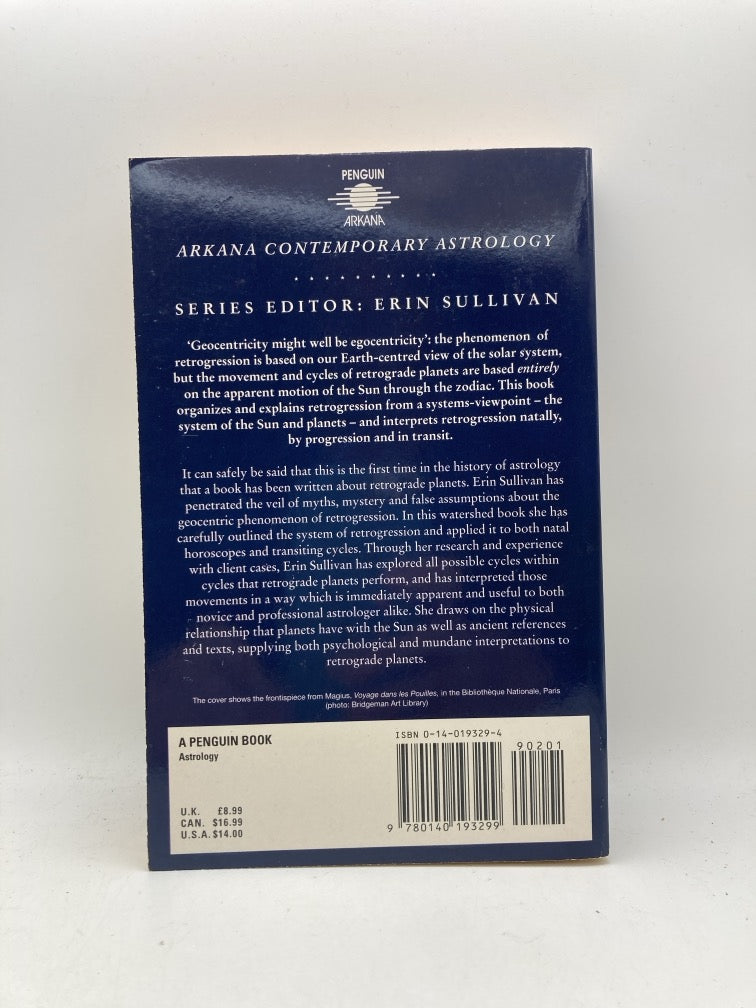 PENGUIN
ARKANA
ARKANA CONTEMPORARY ASTROLOGY
SERIES EDITOR: ERIN SULLIVAN
‘Geocentricity might well be egocentricity’: the phenomenon of
retrogression is based on our Earth-centred view of the solar system,
but the movement and cycles of retrograde planets are based entirely
on the apparent motion of the Sun through the zodiac. This book
organizes and explains retrogression from a systems-viewpoint – the
system of the Sun and planets – and interprets retrogression natally,
by progression and in transit.
It can safely be said that this is the first time in the history of astrology
that a book has been written about retrograde planets. Erin Sullivan has
penetrated the veil of myths, mystery and false assumptions about the
geocentric phenomenon of retrogression. In this watershed book she has
carefully outlined the system of retrogression and applied it to both natal
horoscopes and transiting cycles. Through her research and experience
with client cases, Erin Sullivan has explored all possible cycles within
cycles that retrograde planets perform, and has interpreted those
movements in a way which is immediately apparent and useful to both
novice and professional astrologer alike. She draws on the physical
relationship that planets have with the Sun as well as ancient references
and texts, supplying both psychological and mundane interpretations to
retrograde planets.
The cover shows the frontispiece from Magius, Voyage dans les Pouilles, in the Bibliothèque Nationale, Paris
(photo: Bridgeman Art Library)
A PENGUIN BOOK
Astrology
U.K. £8.99
CAN. $16.99
U.S.A. $14.00
ISBN 0-14-019329-4
90201
9 780140 193299